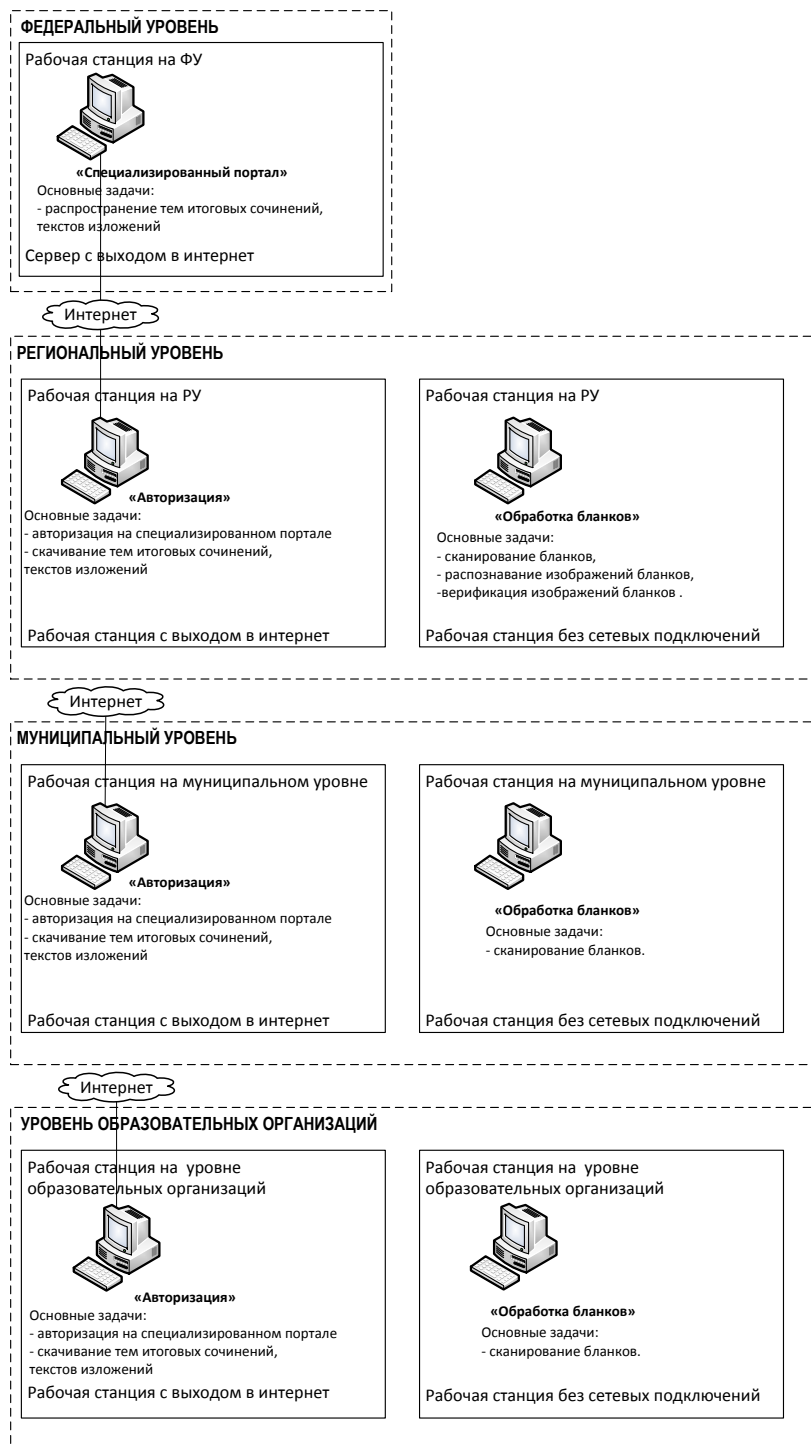 ФЕДЕРАЛЬНЫЙ УРОВЕНЬ
Рабочая станция на ФУ
«Специализированный портал»
Основные задачи:
- распространение тем итоговых сочинений,
текстов изложений
Сервер с выходом в интернет
Интернет
РЕГИОНАЛЬНЫЙ УРОВЕНЬ
Рабочая станция на РУ
«Авторизация»
Основные задачи:
- авторизация на специализированном портале
- скачивание тем итоговых сочинений,
текстов изложений
Рабочая станция с выходом в интернет
Рабочая станция на РУ
«Обработка бланков»
Основные задачи:
- сканирование бланков,
- распознавание изображений бланков,
-верификация изображений бланков .
Рабочая станция без сетевых подключений
Интернет
МУНИЦИПАЛЬНЫЙ УРОВЕНЬ
Рабочая станция на муниципальном уровне
«Авторизация»
Основные задачи:
- авторизация на специализированном портале
- скачивание тем итоговых сочинений,
текстов изложений
Рабочая станция с выходом в интернет
Рабочая станция на муниципальном уровне
«Обработка бланков»
Основные задачи:
- сканирование бланков.
Рабочая станция без сетевых подключений
Интернет
УРОВЕНЬ ОБРАЗОВАТЕЛЬНЫХ ОРГАНИЗАЦИЙ
Рабочая станция на уровне
образовательных организаций
«Авторизация»
Основные задачи:
- авторизация на специализированном портале
- скачивание тем итоговых сочинений,
текстов изложений
Рабочая станция с выходом в интернет
Рабочая станция на уровне
образовательных организаций
«Обработка бланков»
Основные задачи:
- сканирование бланков.
Рабочая станция без сетевых подключений